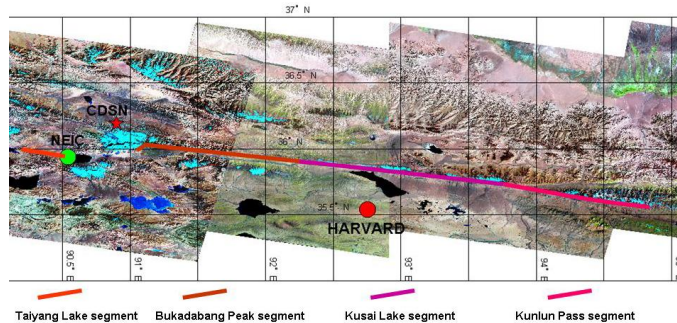 37° N
36.5° N
CDSN
NEIC
36° N
35.5° N
HARVARD
90.5° E
91° E
92° E
93° E
94° E
Taiyang Lake segment Bukadabang Peak segment Kusai Lake segment Kunlun Pass segment